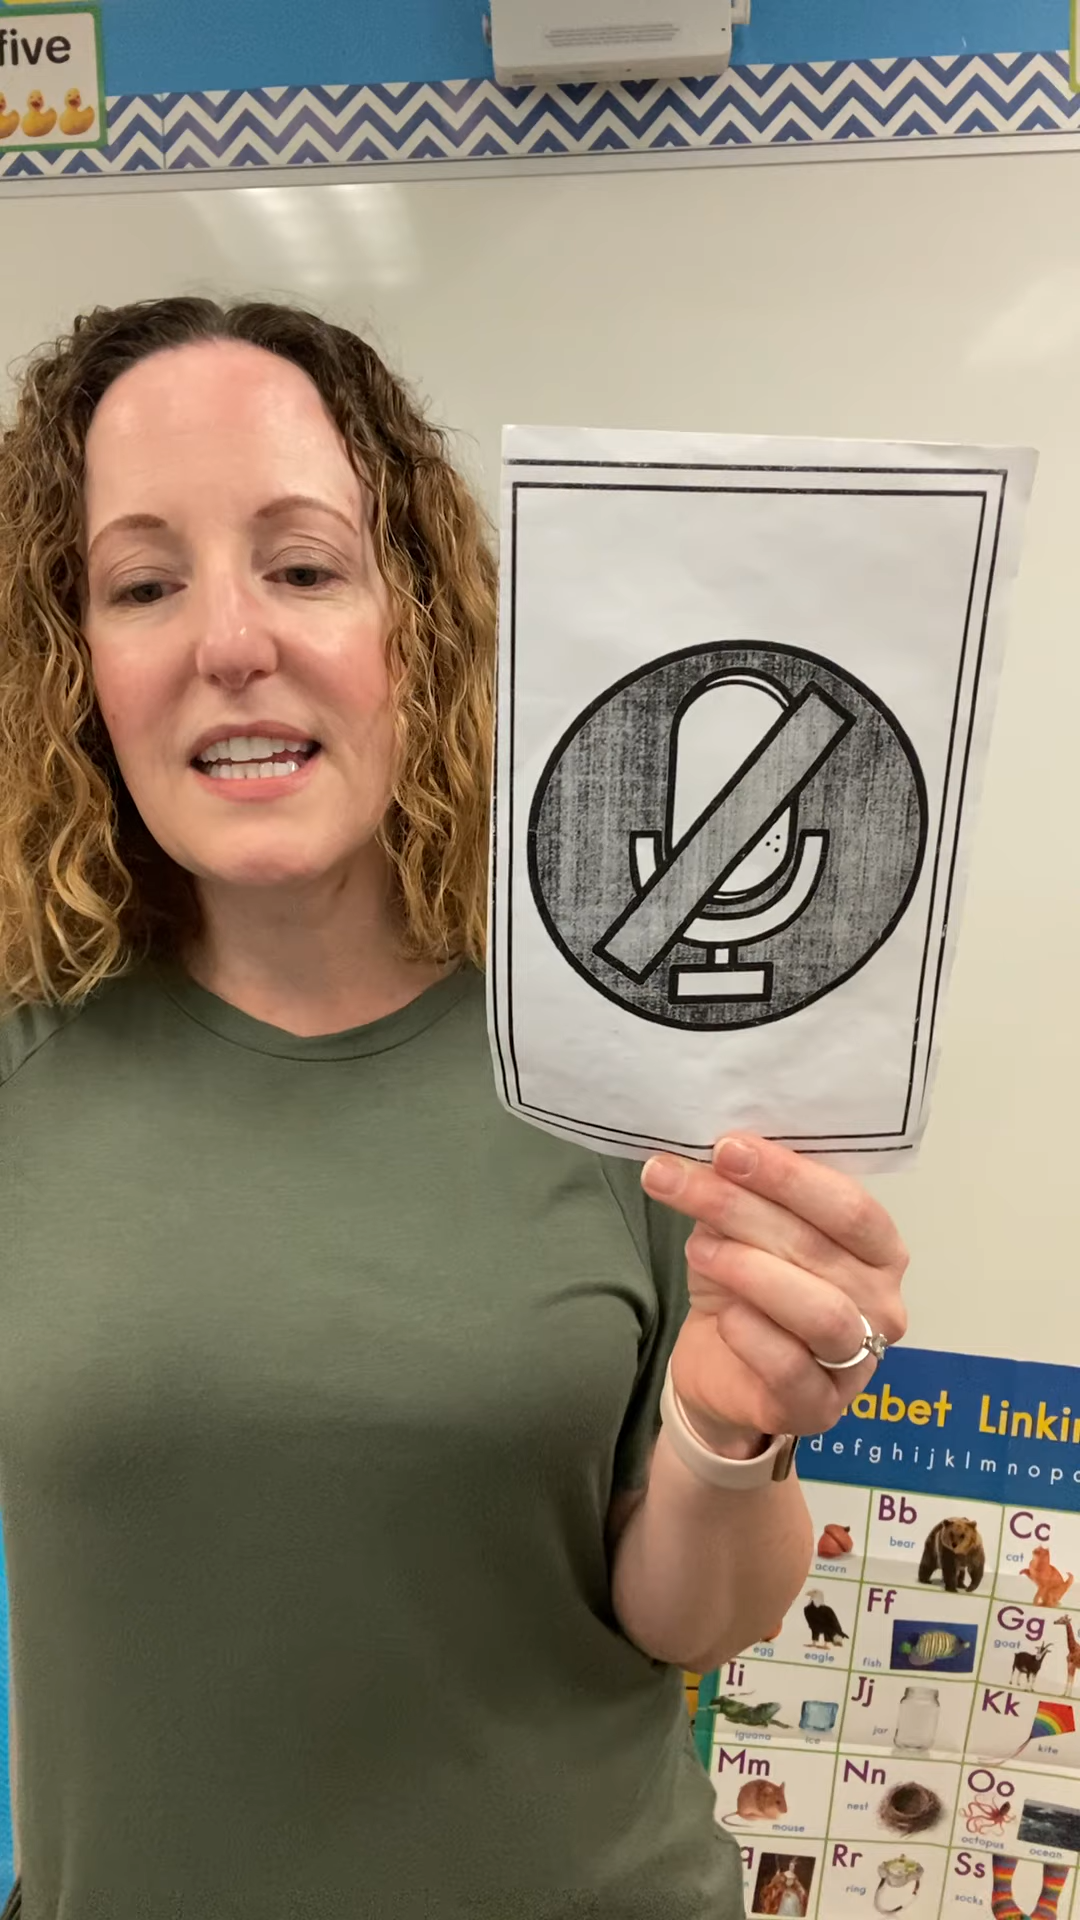 five
abet Linkin
d e f g h i j k l m n o p
acorn
Bb
bear
Cc
cat
egg
eagle
Ff
fish
Gg
goat
Ii
iguana
ice
Jj
jar
Kk
kite
Mm
mouse
Nn
nest
Oo
octopus
ocean
q
Rr
ring
Ss
socks